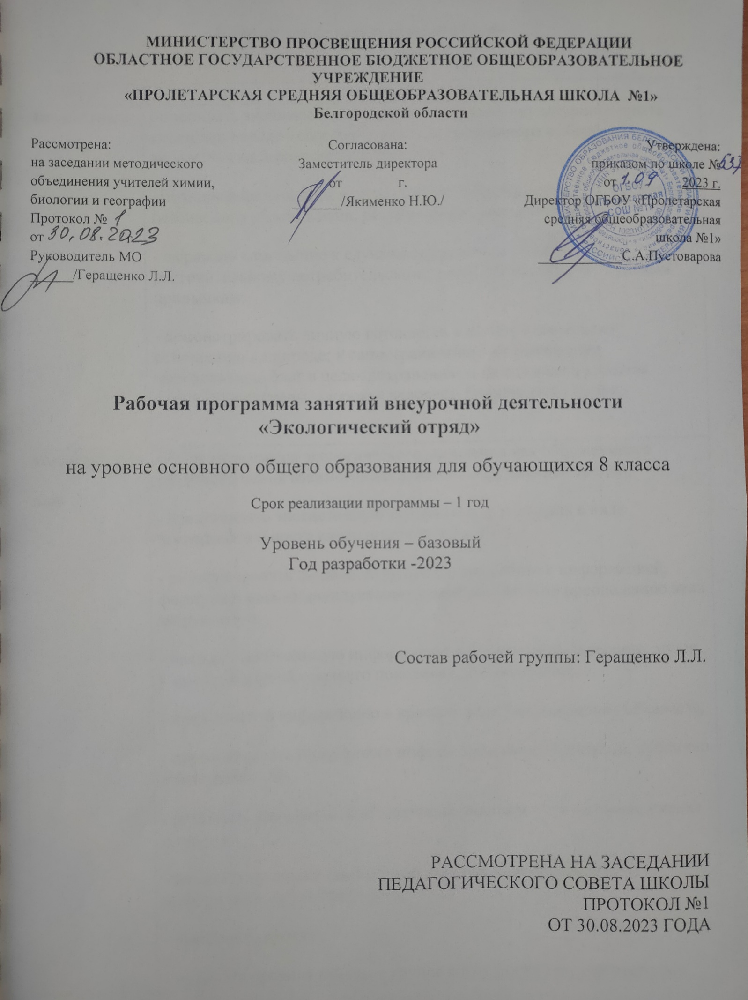 МИНИСТЕРСТВО ПРОСВЕЩЕНИЯ РОССИЙСКОЙ ФЕДЕРАЦИИ
ОБЛАСТНОЕ ГОСУДАРСТВЕННОЕ БЮДЖЕТНОЕ ОБЩЕОБРАЗОВАТЕЛЬНОЕ
УЧРЕЖДЕНИЕ
«ПРОЛЕТАРСКАЯ СРЕДНЯЯ ОБЩЕОБРАЗОВАТЕЛЬНАЯ ШКОЛА №1»
Белгородской области
Рассмотрена:
на заседании методического
объединения учителей химии,
биологии и географии
Протокол № 1
от 30.08.2023
Руководитель МО
/Геращенко Л.Л.
Согласована:
Заместитель директора
от г.
/Якименко Н.Ю./
Утверждена:
приказом по школе №
от 1.09 2023 г.
Директор ОГБОУ «Пролетарская
средняя общеобразовательная
школа №1»
С.А.Пустоварова
ОГБОУ
СОШ №1»
Рабочая программа занятий внеурочной деятельности
«Экологический отряд»
на уровне основного общего образования для обучающихся 8 класса
Срок реализации программы – 1 год
Уровень обучения – базовый
Год разработки -2023
Состав рабочей группы: Геращенко Л.Л.
РАССМОТРЕНА НА ЗАСЕДАНИИ
ПЕДАГОГИЧЕСКОГО СОВЕТА ШКОЛЫ
ПРОТОКОЛ №1
ОТ 30.08.2023 ГОДА